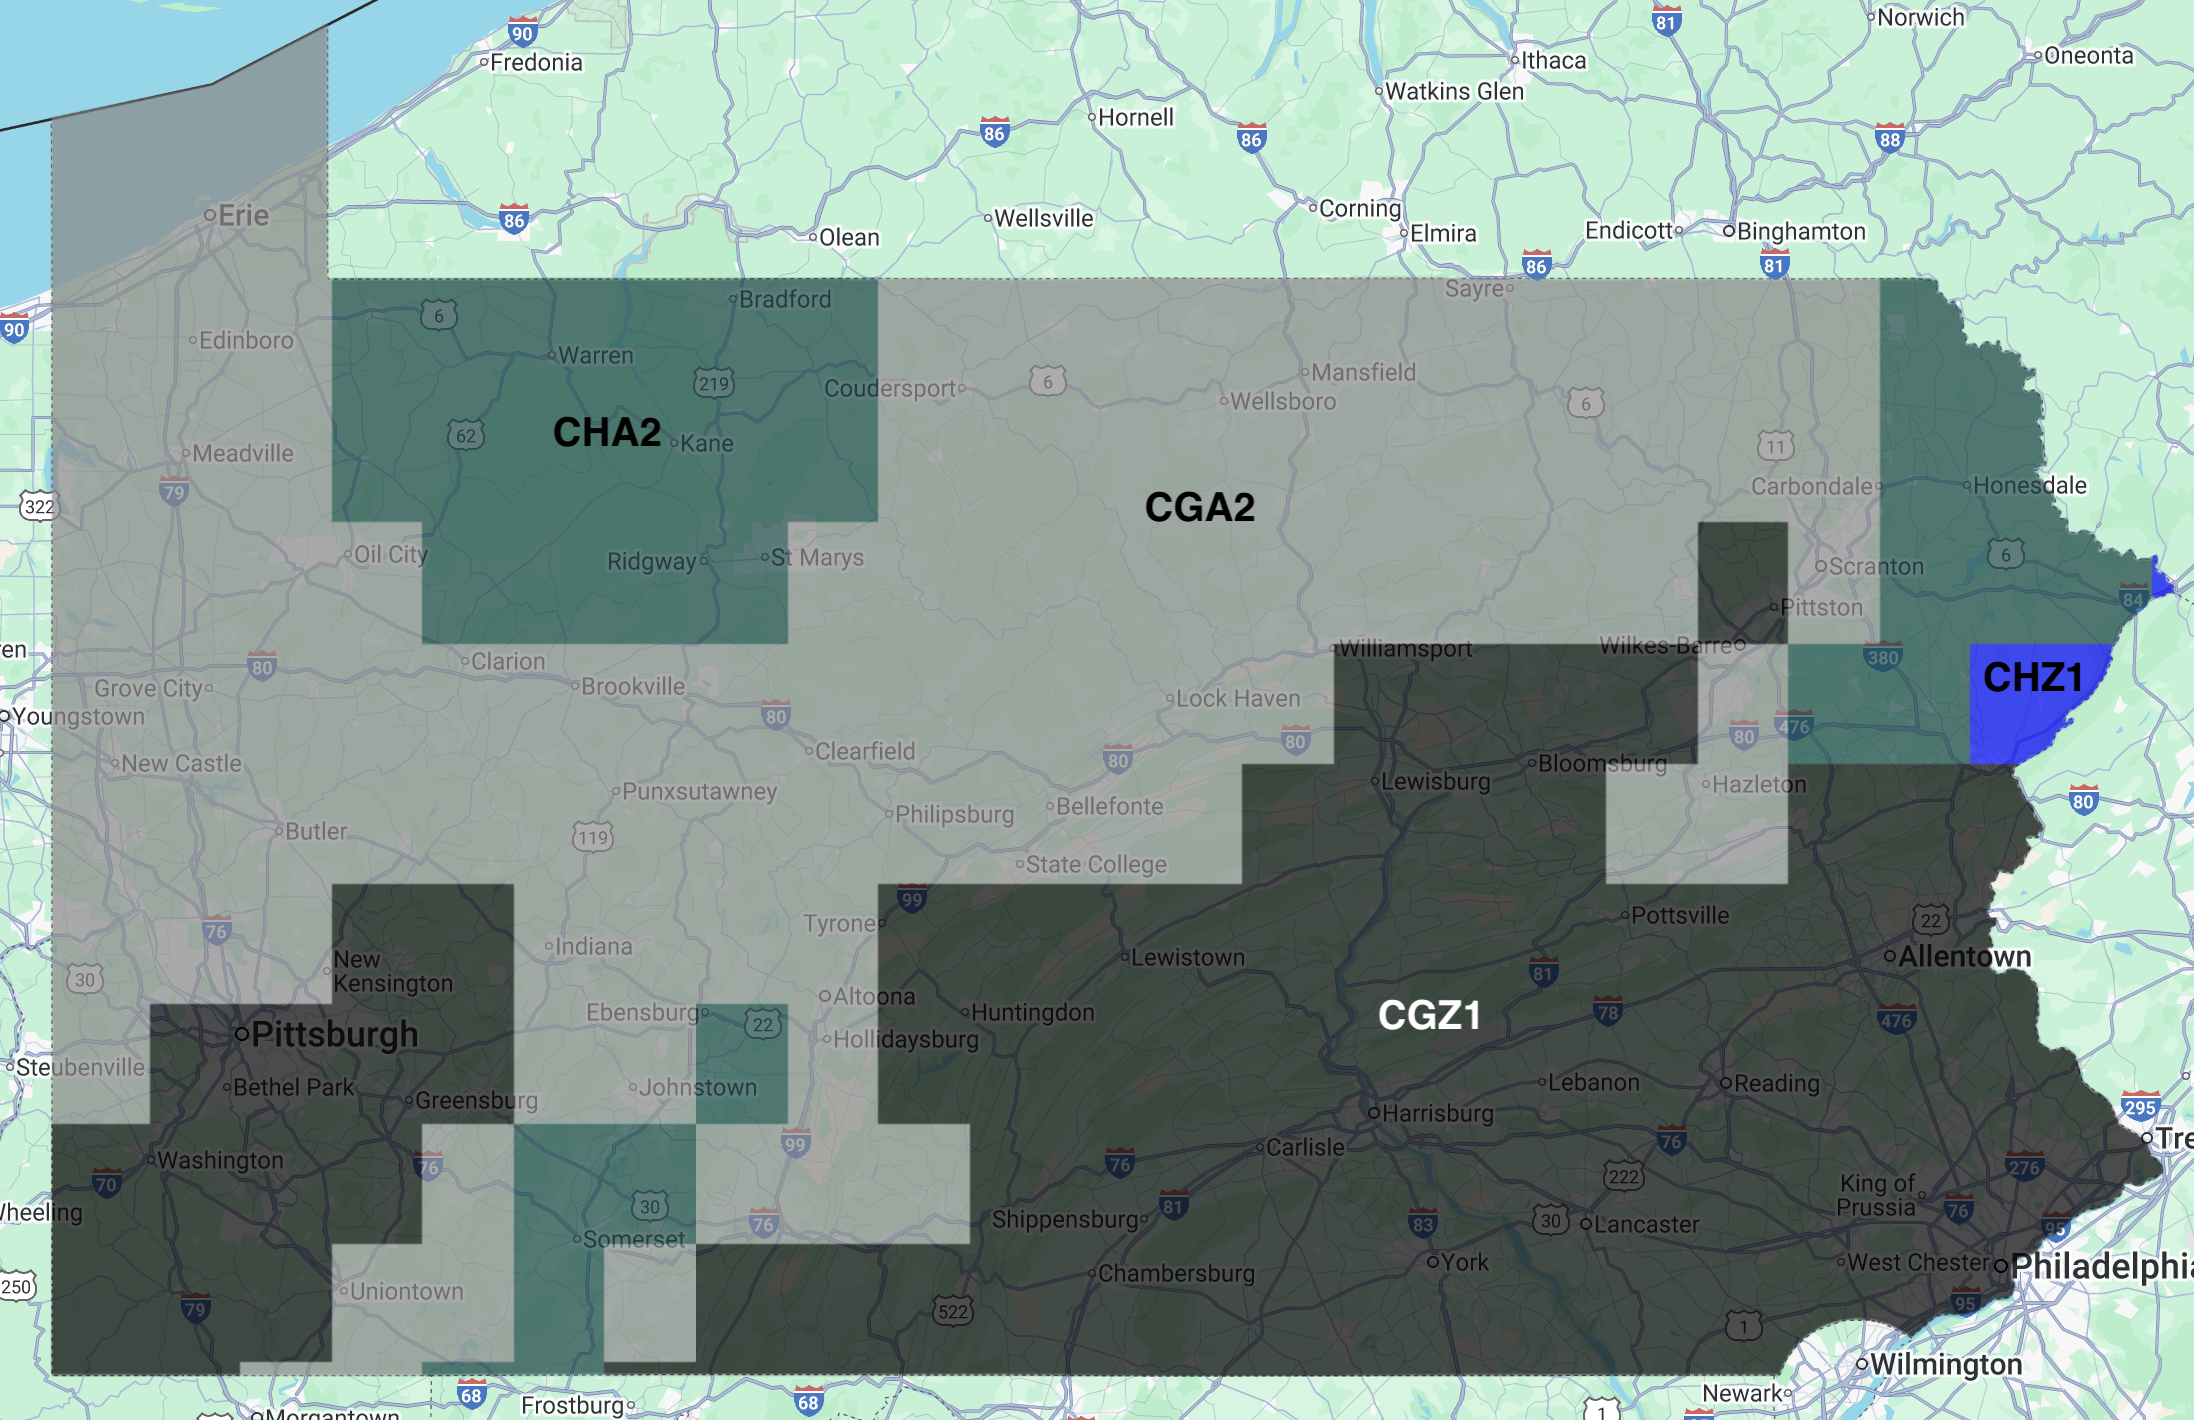 90
Fredonia
81
Norwich
Oneonta
Ithaca
Watkins Glen
86
Hornell
86
88
Erie
86
Wellsville
Olean
Corning
Elmira
Endicott
Binghamton
86
81
Sayre
Bradford
6
90
Edinboro
Warren
219
Coudersport
6
Mansfield
Wellsboro
6
CHA2
62
Kane
11
Meadville
79
322
CGA2
Carbondale
Honesdale
Oil City
Ridgway
St Marys
6
Scranton
84
Pittston
Williamsport
Wilkes-Barre
380
Clarion
80
Brookville
Grove City
CHZ1
Lock Haven
Youngstown
80
80
80
80
476
New Castle
Clearfield
Bloomsburg
Lewisburg
Hazleton
Punxsutawney
Philipsburg
Bellefonte
80
Butler
119
State College
99
Tyrone
76
Pottsville
22
Indiana
New
Kensington
Lewistown
Allentown
30
81
Altoona
Ebensburg
22
Huntingdon
CGZ1
78
476
Pittsburgh
Hollidaysburg
Steubenville
Bethel Park
Greensburg
Johnstown
Lebanon
Reading
Harrisburg
295
Tre
99
Carlisle
76
Washington
76
76
70
222
276
King of
Prussia
30
76
Shippensburg
81
83
30
Lancaster
76
95
Somerset
York
West Chester
Philadelphia
Chambersburg
250
Uniontown
79
522
95
1
Wilmington
68
68
Newark
Frostburg
1
Morgantown